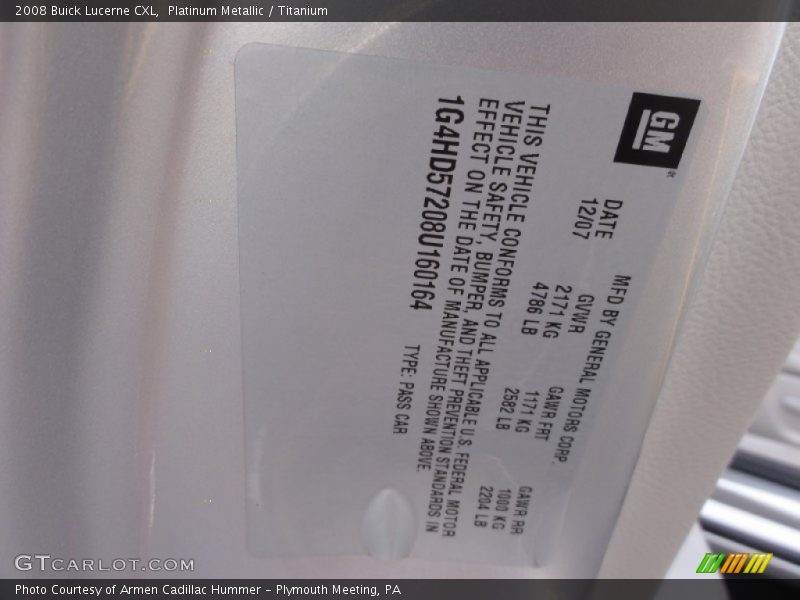 2008 Buick Lucerne CXL,  Platinum Metallic / Titanium
GM
MFD BY GENERAL MOTORS CORP.
DATE GVWR GAWR FRT GAWR RR
12/07 2171 KG 1171 KG 1000 KG
4786 LB 2582 LB 2204 LB
THIS VEHICLE CONFORMS TO ALL APPLICABLE U.S. FEDERAL MOTOR
VEHICLE SAFETY, BUMPER, AND THEFT PREVENTION STANDARDS IN
EFFECT ON THE DATE OF MANUFACTURE SHOWN ABOVE.
1G4HD57208U160164 TYPE: PASS CAR
GTCARLOT.COM
Photo Courtesy of Armen Cadillac Hummer - Plymouth Meeting, PA